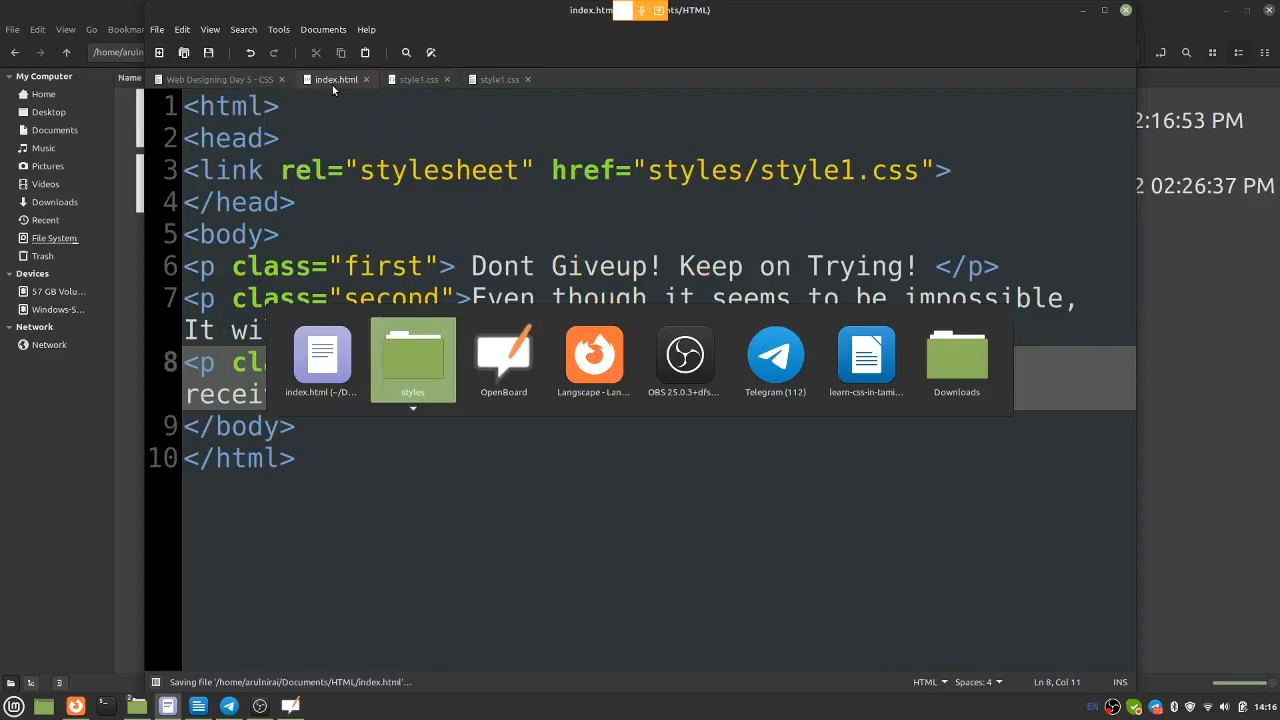 index.htm
nts/HTML)
File Edit View Go Bookmar
File Edit View Search Tools Documents Help
/home/a
Web Designing Day 5 - CSS
index.html
style1.css
style1.css
My Computer
Home
Desktop
Documents
Music
Pictures
Videos
Downloads
Recent
File System
Trash
Devices
57 GB Volu...
Windows-S...
Network
Network
Name
2:16:53 PM
2 02:26:37 PM
1 <html>
2 <head>
3 <link rel="stylesheet" href="styles/style1.css">
4 </head>
5 <body>
6 <p class="first"> Dont Giveup! Keep on Trying! </p>
7 <p class="second">Even though it seems to be impossible,
It wi
8 <p cl
recei
9 </body>
10 </html>
index.html (~/D...
styles
OpenBoard
Langscape - Lan...
OBS 25.0.3+dfs...
Telegram (112)
learn-css-in-tami...
Downloads
Saving file '/home/arulnirai/Documents/HTML/index.html'...
HTML
Spaces: 4
Ln 8, Col 11
INS
EN
14:16